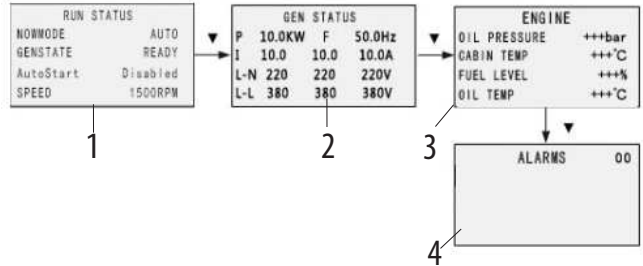 RUN STATUS
NOWMODE AUTO
GENSTATE READY
AutoStart Disabled
SPEED 1500RPM
1
▼
GEN STATUS
P 10.0KW F 50.0Hz
I 10.0 10.0 10.0A
L-N 220 220 220V
L-L 380 380 380V
2
▼
ENGINE
OIL PRESSURE +++bar
CABIN TEMP +++°C
FUEL LEVEL +++%
OIL TEMP +++°C
3
▼
ALARMS 00
4